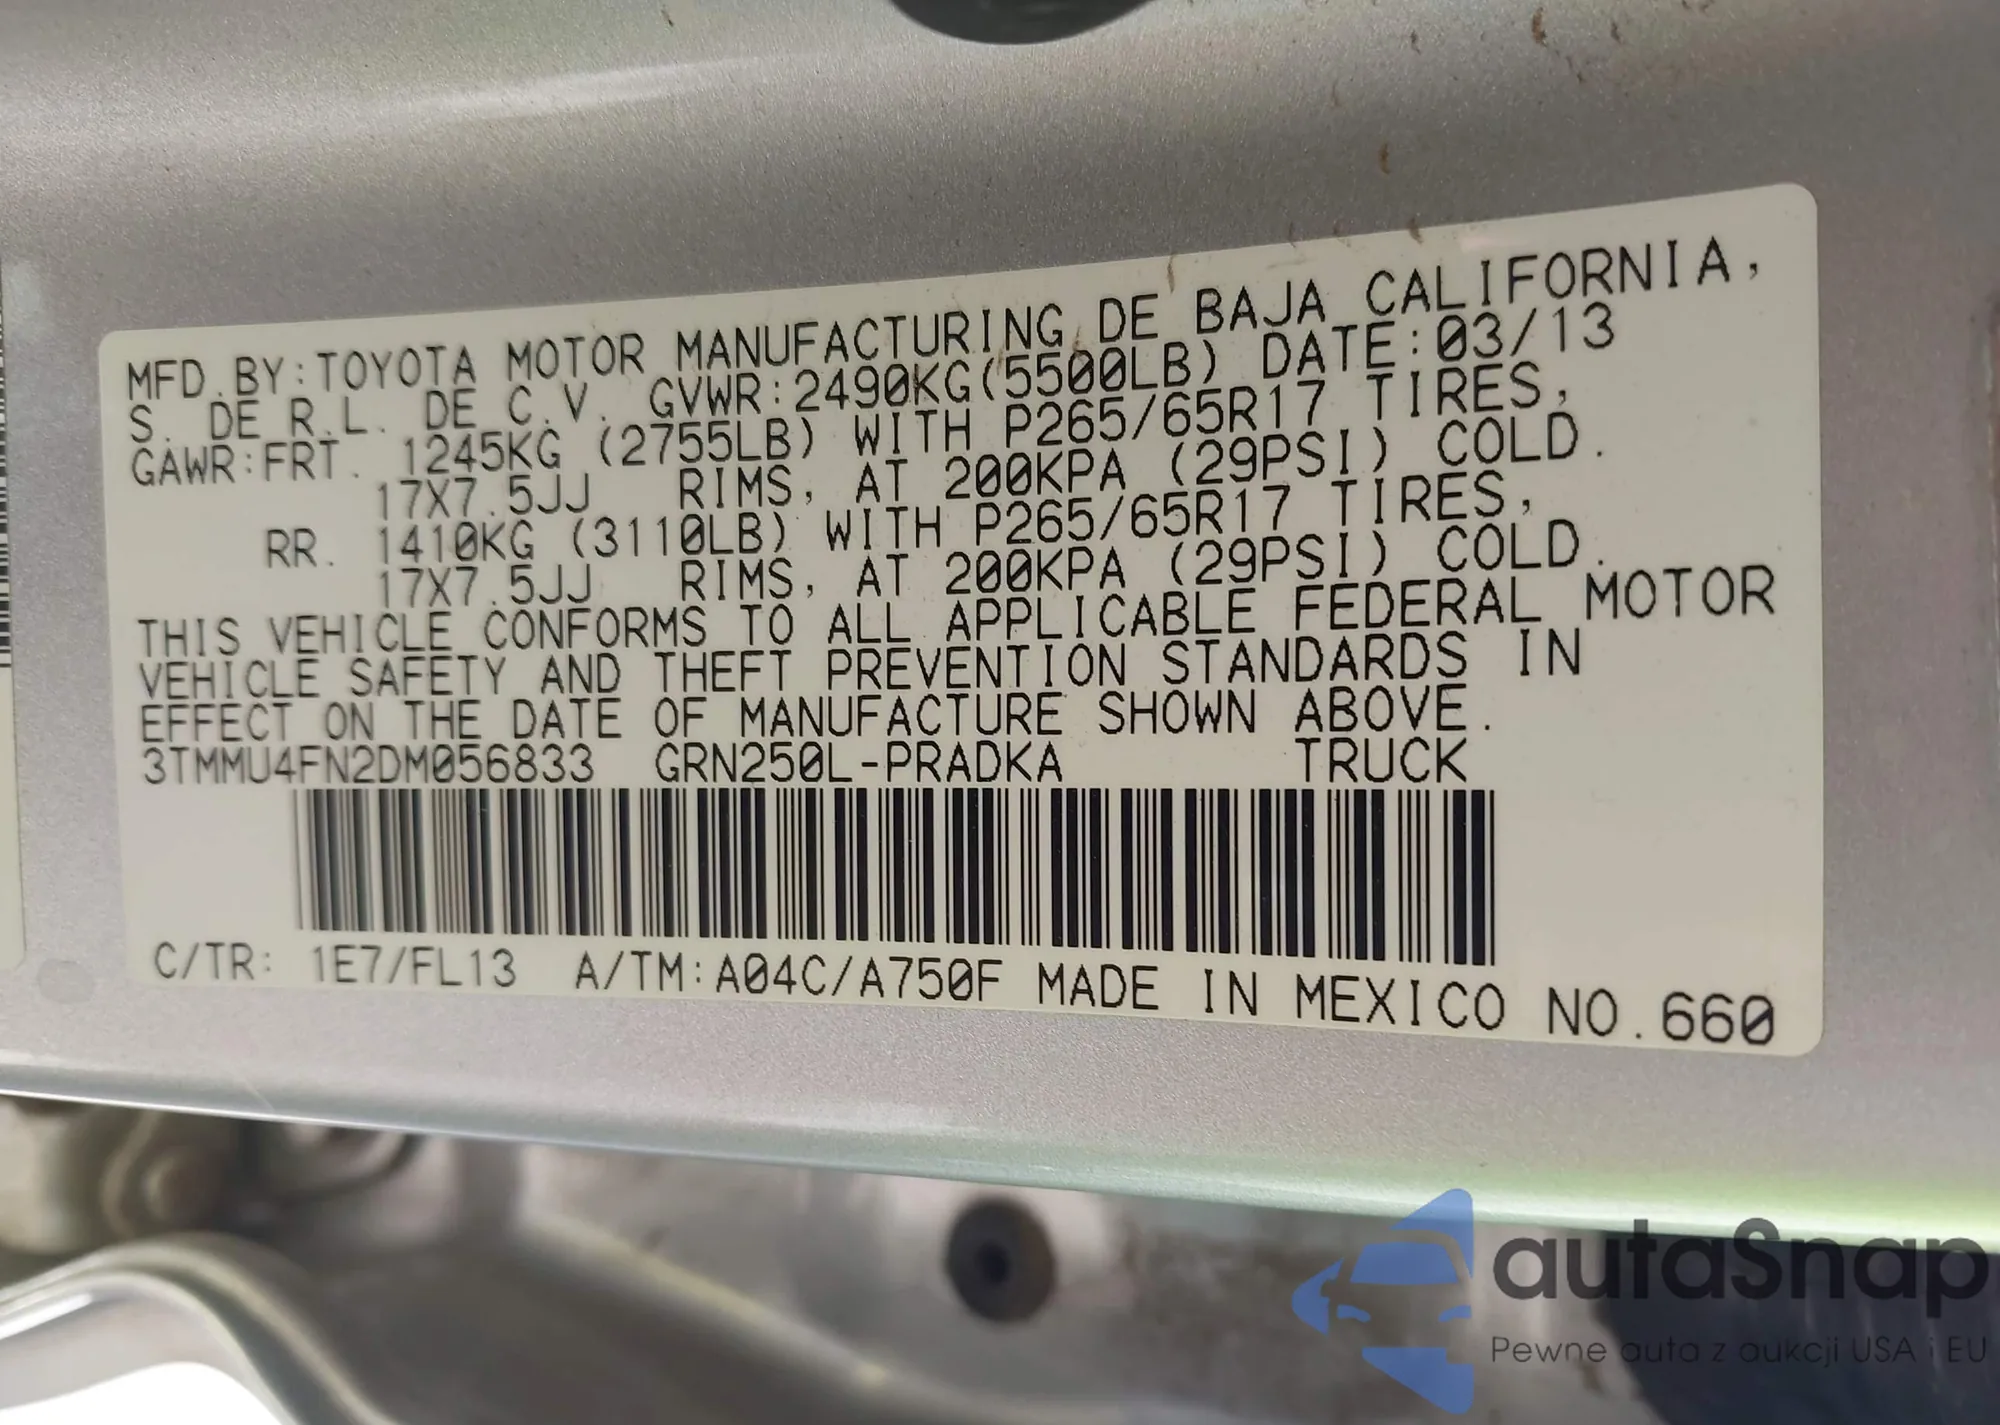 MFD.BY:TOYOTA MOTOR MANUFACTURING DE BAJA CALIFORNIA,
S. DE R.L. DE C.V. GVWR:2490KG(5500LB) DATE:03/13
GAWR:FRT. 1245KG (2755LB) WITH P265/65R17 TIRES,
17X7.5JJ RIMS, AT 200KPA (29PSI) COLD.
RR. 1410KG (3110LB) WITH P265/65R17 TIRES,
17X7.5JJ RIMS, AT 200KPA (29PSI) COLD.
THIS VEHICLE CONFORMS TO ALL APPLICABLE FEDERAL MOTOR
VEHICLE SAFETY AND THEFT PREVENTION STANDARDS IN
EFFECT ON THE DATE OF MANUFACTURE SHOWN ABOVE.
3TMMU4FN2DM056833 GRN250L-PRADKA TRUCK
C/TR: 1E7/FL13 A/TM:A04C/A750F MADE IN MEXICO NO.660
autaSnap
Pewne auta z aukcji USA i EU